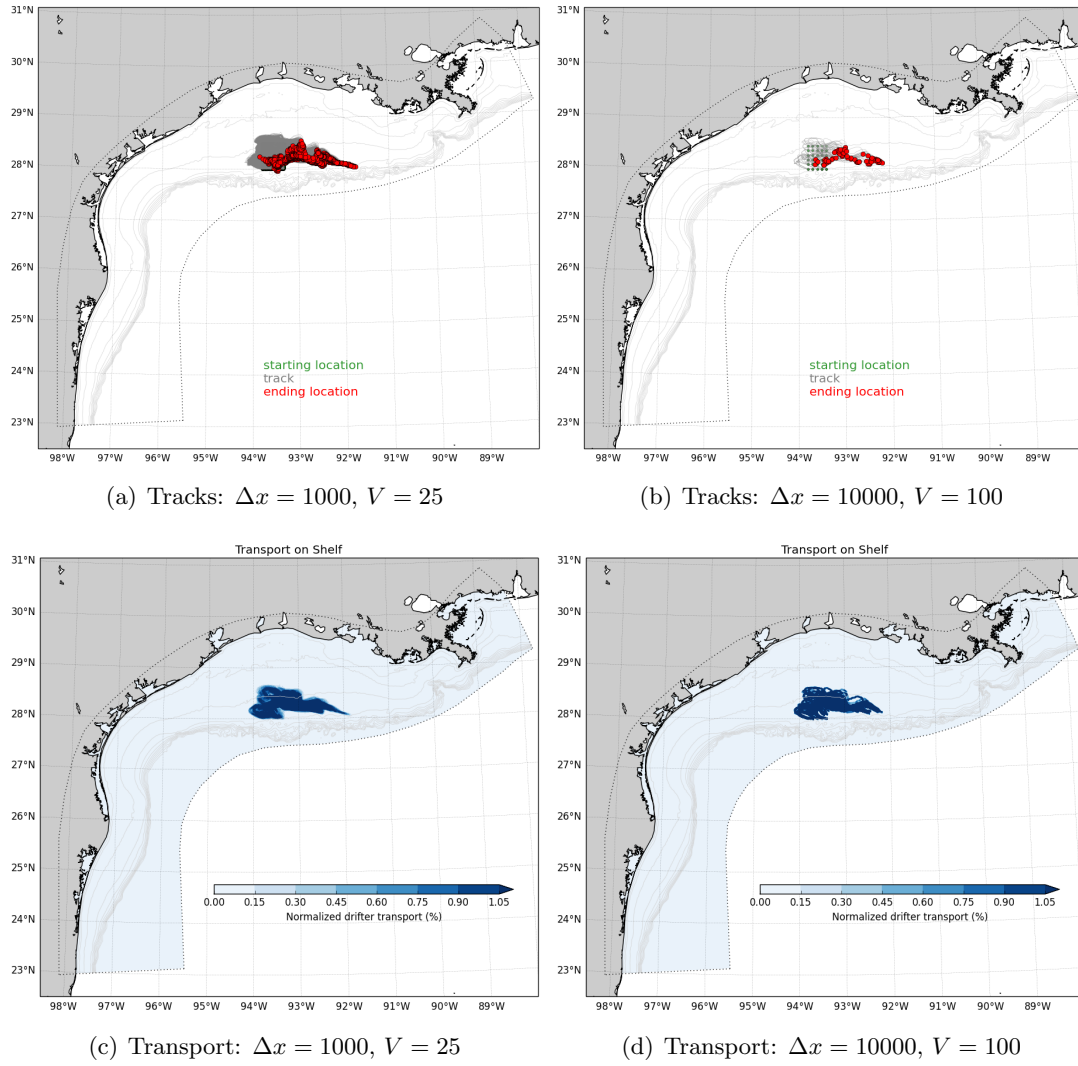 31°N
30°N
29°N
28°N
27°N
26°N
25°N
24°N
23°N
98°W 97°W 96°W 95°W 94°W 93°W 92°W 91°W 90°W 89°W
starting location
track
ending location
(a) Tracks: Δx = 1000, V = 25
31°N
30°N
29°N
28°N
27°N
26°N
25°N
24°N
23°N
98°W 97°W 96°W 95°W 94°W 93°W 92°W 91°W 90°W 89°W
starting location
track
ending location
(b) Tracks: Δx = 10000, V = 100
Transport on Shelf
31°N
30°N
29°N
28°N
27°N
26°N
25°N
24°N
23°N
98°W 97°W 96°W 95°W 94°W 93°W 92°W 91°W 90°W 89°W
0.00 0.15 0.30 0.45 0.60 0.75 0.90 1.05
Normalized drifter transport (%)
(c) Transport: Δx = 1000, V = 25
Transport on Shelf
31°N
30°N
29°N
28°N
27°N
26°N
25°N
24°N
23°N
98°W 97°W 96°W 95°W 94°W 93°W 92°W 91°W 90°W 89°W
0.00 0.15 0.30 0.45 0.60 0.75 0.90 1.05
Normalized drifter transport (%)
(d) Transport: Δx = 10000, V = 100